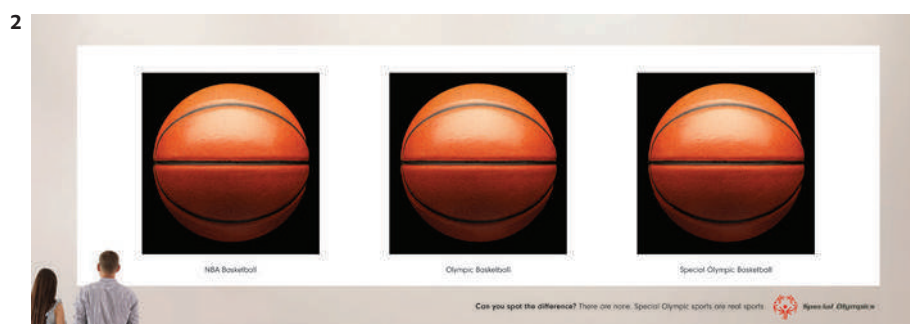 2
NBA Basketball
Olympic Basketball
Special Olympic Basketball
Can you spot the difference? There are none. Special Olympic sports are real sports
Special Olympics